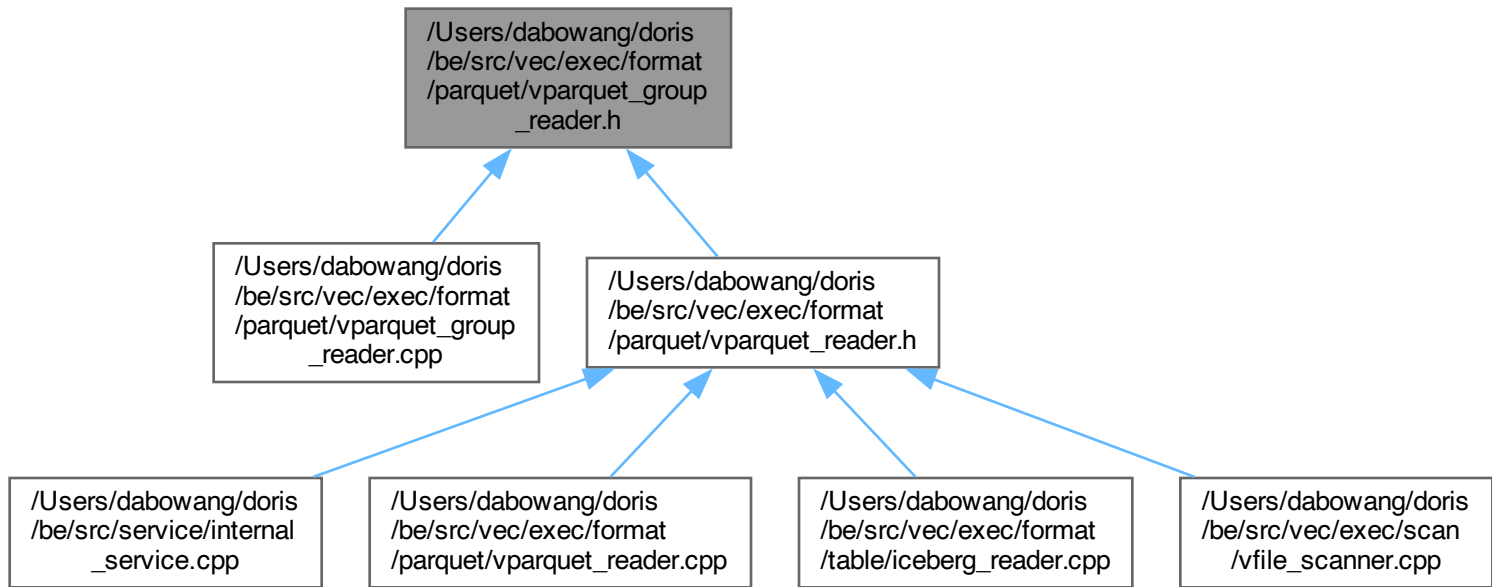 /Users/dabowang/doris
/be/src/vec/exec/format
/parquet/vparquet_group
_reader.h
/Users/dabowang/doris
/be/src/vec/exec/format
/parquet/vparquet_group
_reader.cpp
/Users/dabowang/doris
/be/src/vec/exec/format
/parquet/vparquet_reader.h
/Users/dabowang/doris
/be/src/service/internal
_service.cpp
/Users/dabowang/doris
/be/src/vec/exec/format
/parquet/vparquet_reader.cpp
/Users/dabowang/doris
/be/src/vec/exec/format
/table/iceberg_reader.cpp
/Users/dabowang/doris
/be/src/vec/exec/scan
/vfile_scanner.cpp